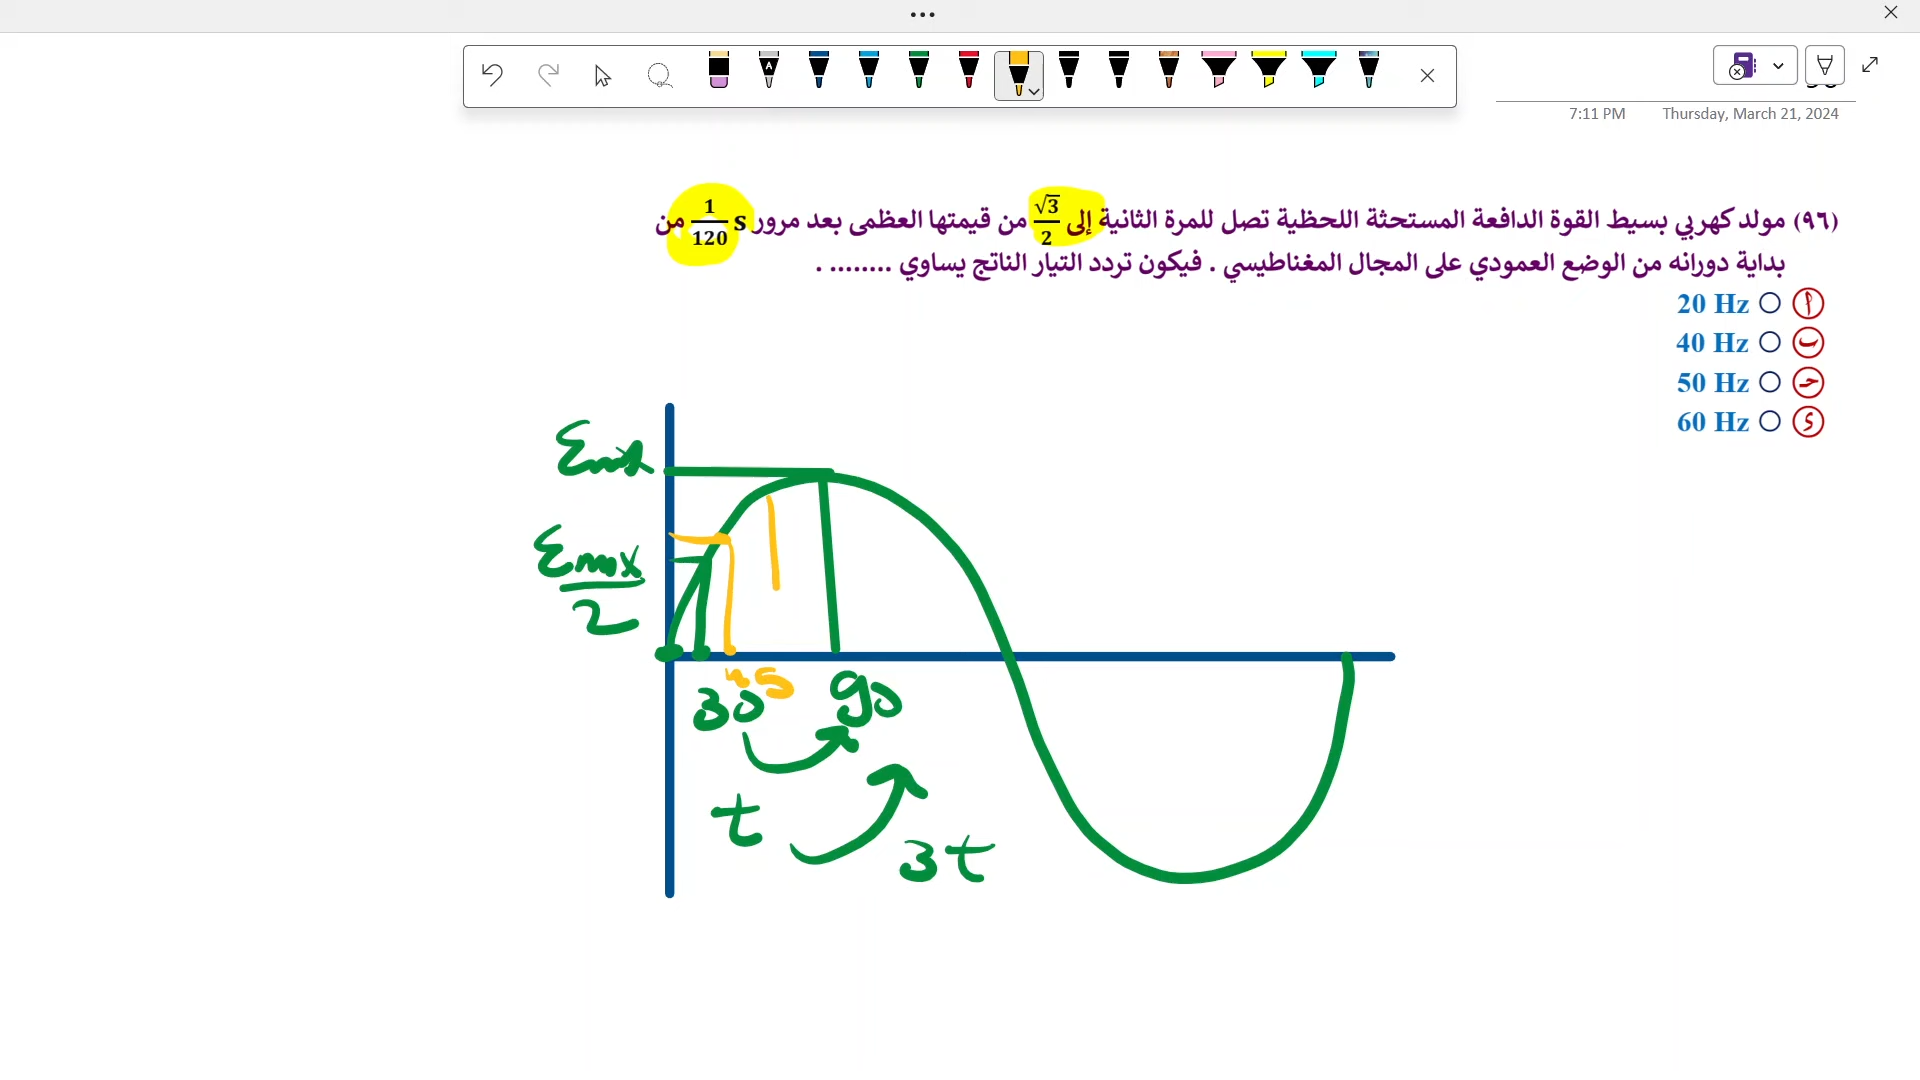 7:11 PM Thursday, March 21, 2024
(٩٦) مولد كهربي بسيط القوة الدافعة المستحثة اللحظية تصل للمرة الثانية إلى √3/2 من قيمتها العظمى بعد مرور 1/120 s من
بداية دورانه من الوضع العمودي على المجال المغناطيسي . فيكون تردد التيار الناتج يساوي ........ .
أ 20 Hz
ب 40 Hz
ج 50 Hz
د 60 Hz
Emx
Emx/2
30 45 90
t
3t